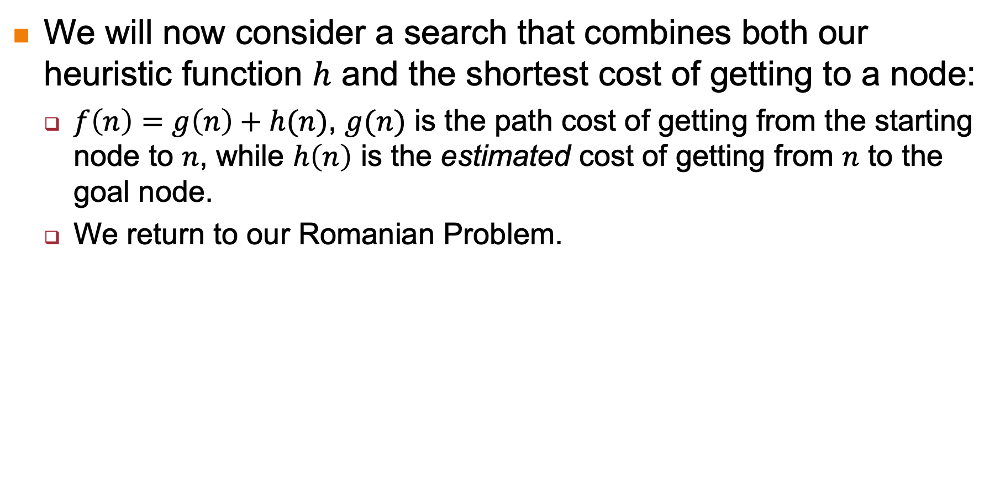 We will now consider a search that combines both our
heuristic function h and the shortest cost of getting to a node:
f(n) = g(n) + h(n), g(n) is the path cost of getting from the starting
node to n, while h(n) is the estimated cost of getting from n to the
goal node.
We return to our Romanian Problem.